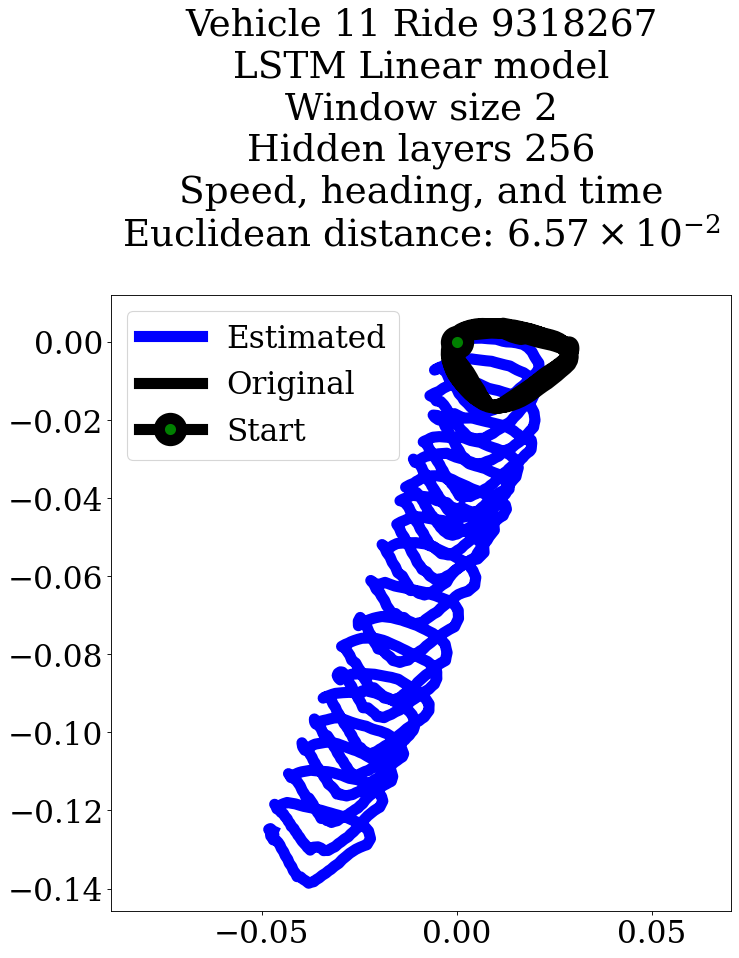 Vehicle 11 Ride 9318267
LSTM Linear model
Window size 2
Hidden layers 256
Speed, heading, and time
Euclidean distance: 6.57 × 10⁻²
Estimated
Original
Start
0.00
−0.02
−0.04
−0.06
−0.08
−0.10
−0.12
−0.14
−0.05 0.00 0.05